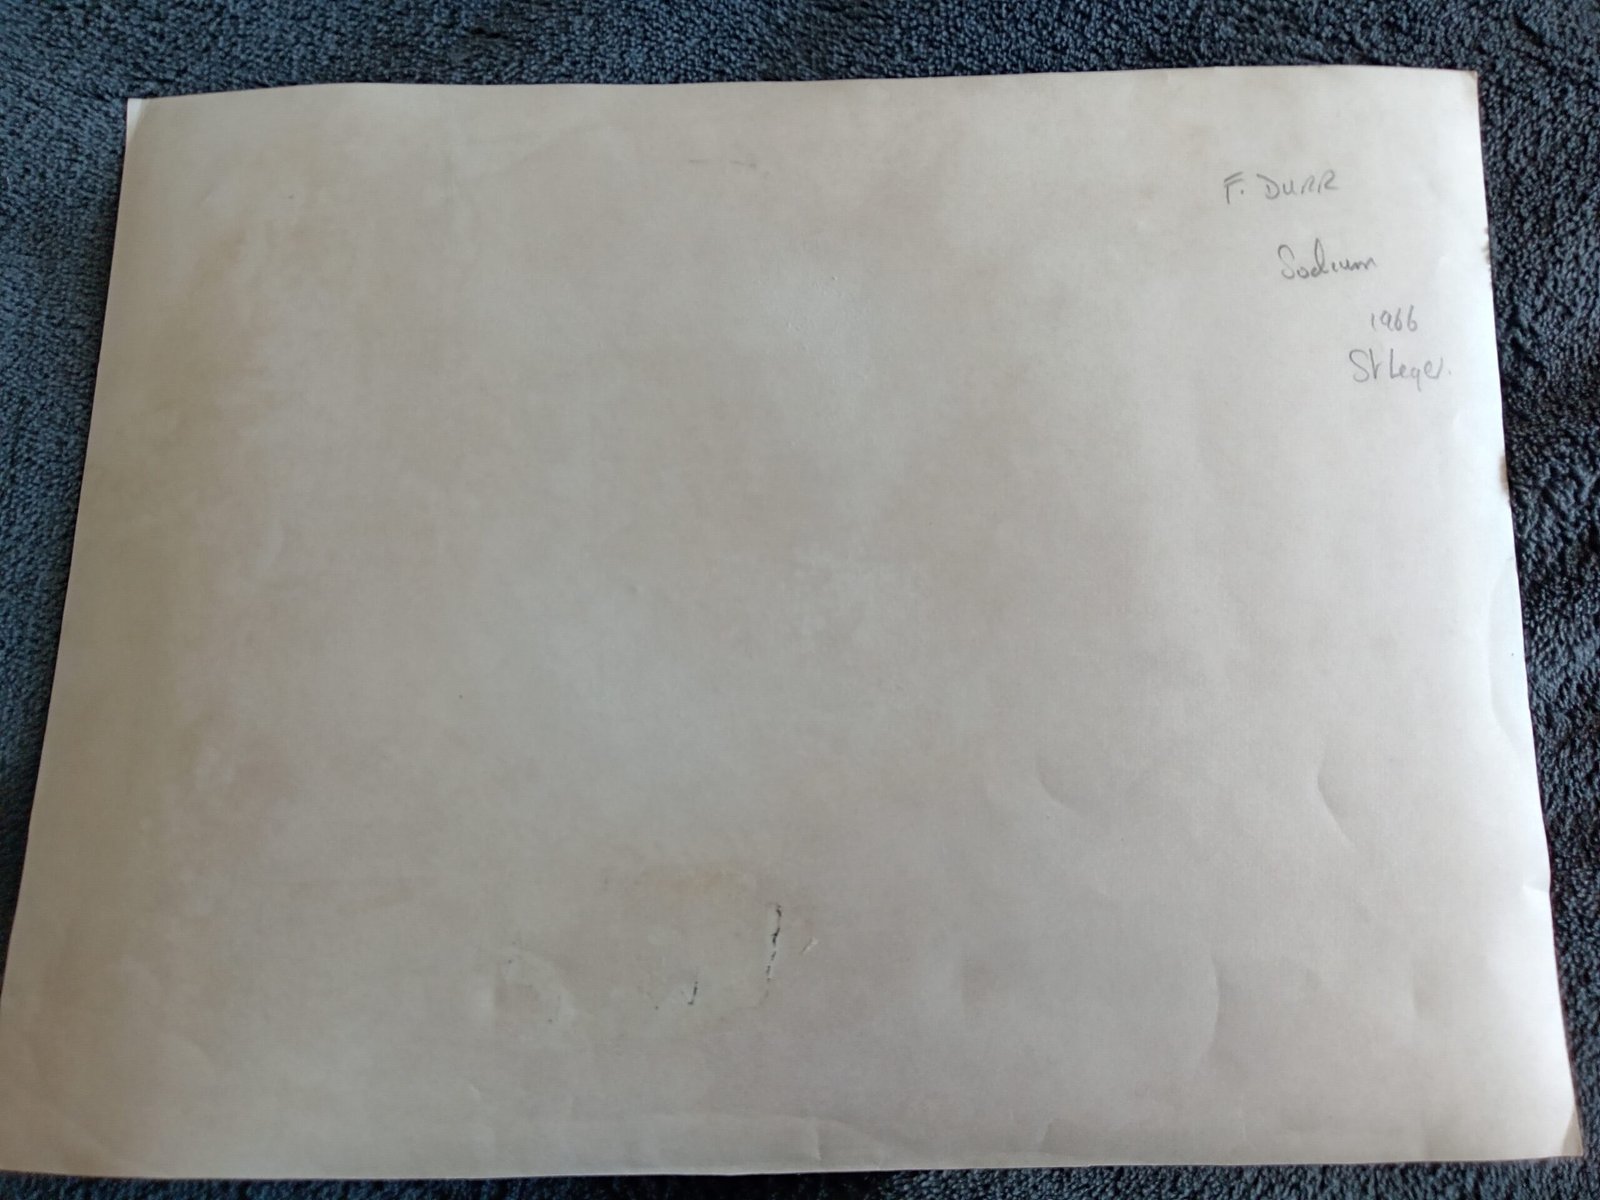 F. DURR
Sodium
1966
St Leger.